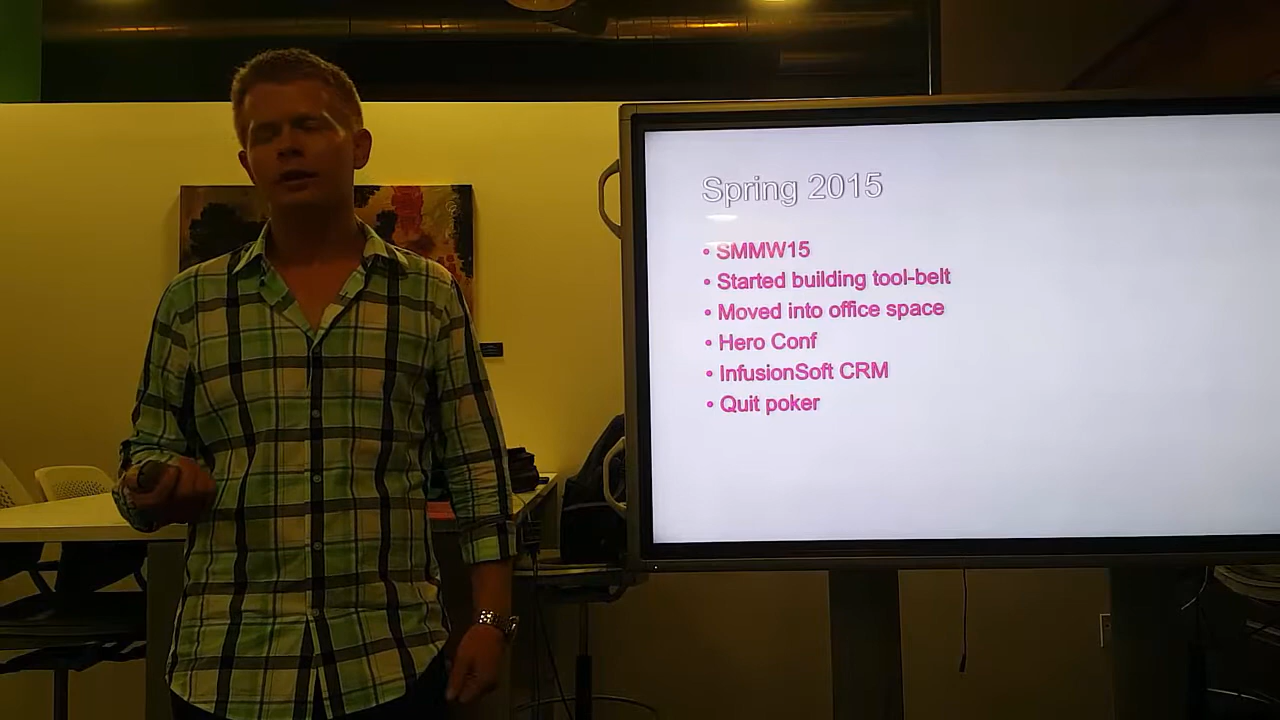 Spring 2015
• SMMW15
• Started building tool-belt
• Moved into office space
• Hero Conf
• InfusionSoft CRM
• Quit poker